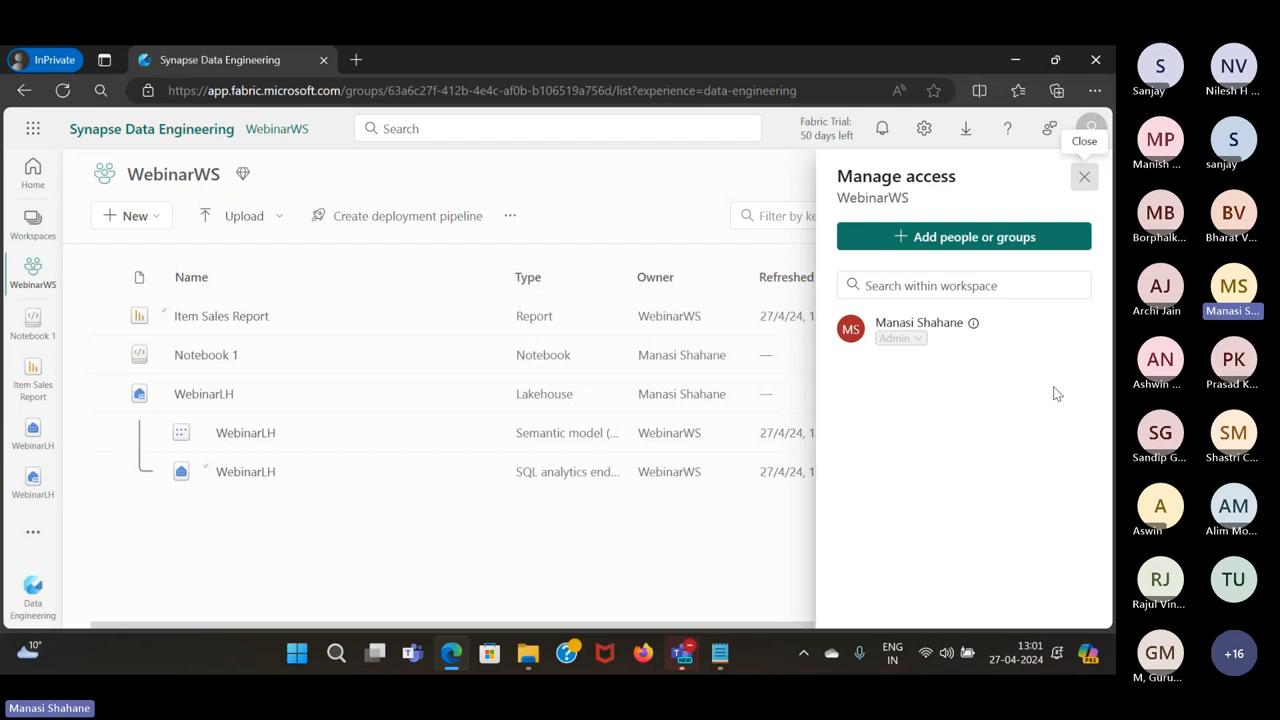 InPrivate
Synapse Data Engineering
https://app.fabric.microsoft.com/groups/63a6c27f-412b-4e4c-af0b-b106519a756d/list?experience=data-engineering
Synapse Data Engineering WebinarWS
Search
Fabric Trial:
50 days left
Close
Home
Workspaces
WebinarWS
Notebook 1
Item Sales
Report
WebinarLH
WebinarLH
Data
Engineering
WebinarWS
New
Upload
Create deployment pipeline
Filter by ke
Name Type Owner Refreshed
Item Sales Report Report WebinarWS 27/4/24, 1
Notebook 1 Notebook Manasi Shahane —
WebinarLH Lakehouse Manasi Shahane —
WebinarLH Semantic model (... WebinarWS 27/4/24, 1
WebinarLH SQL analytics end... WebinarWS 27/4/24, 1
Manage access
WebinarWS
Add people or groups
Search within workspace
MS
Manasi Shahane
Admin
10°
NEW
ENG
IN
13:01
27-04-2024
PRE
Manasi Shahane
S
Sanjay
NV
Nilesh H ...
MP
Manish ...
S
sanjay
MB
Borphalk...
BV
Bharat V...
AJ
Archi Jain
MS
Manasi S...
AN
Ashwin ...
PK
Prasad K...
SG
Sandip G...
SM
Shastri C...
A
Aswin
AM
Alim Mo...
RJ
Rajul Vin...
TU
GM
M, Guru...
+16